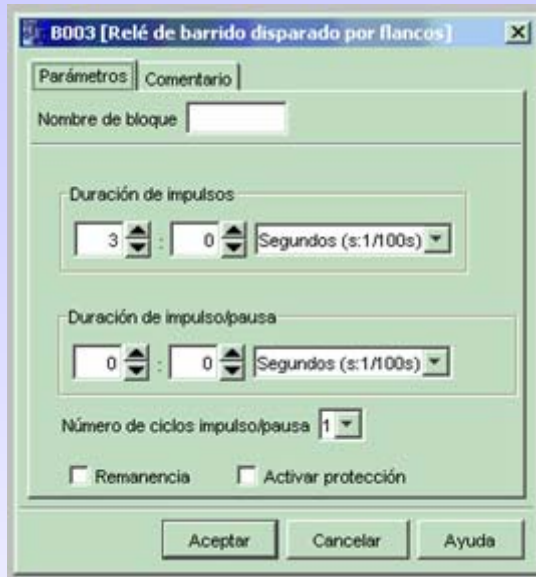 B003 [Relé de barrido disparado por flancos]
Parámetros Comentario
Nombre de bloque
Duración de impulsos
3 : 0 Segundos (s:1/100s)
Duración de impulso/pausa
0 : 0 Segundos (s:1/100s)
Número de ciclos impulso/pausa 1
Remanencia Activar protección
Aceptar Cancelar Ayuda